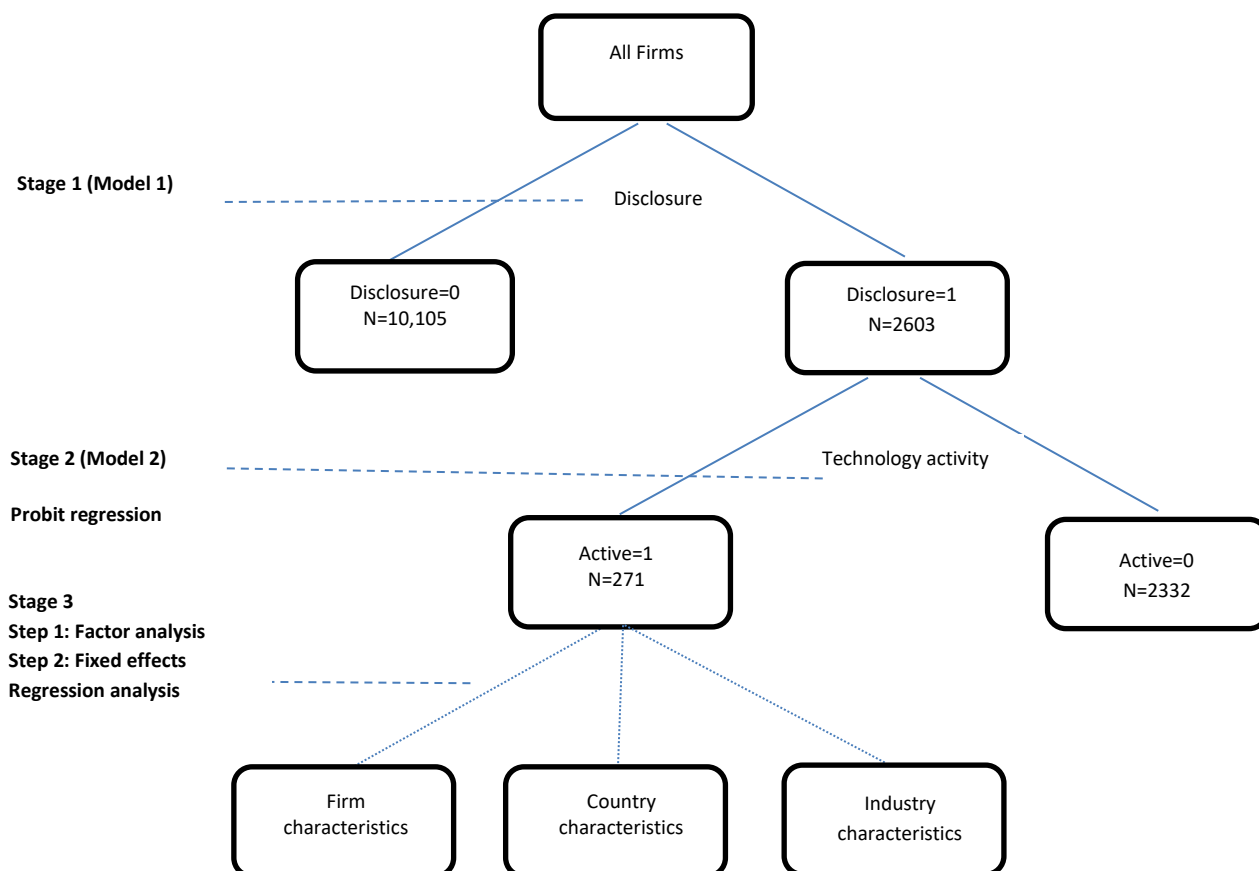 All Firms
Stage 1 (Model 1)
Disclosure
Disclosure=0
N=10,105
Disclosure=1
N=2603
Stage 2 (Model 2)
Technology activity
Probit regression
Active=1
N=271
Active=0
N=2332
Stage 3
Step 1: Factor analysis
Step 2: Fixed effects
Regression analysis
Firm
characteristics
Country
characteristics
Industry
characteristics